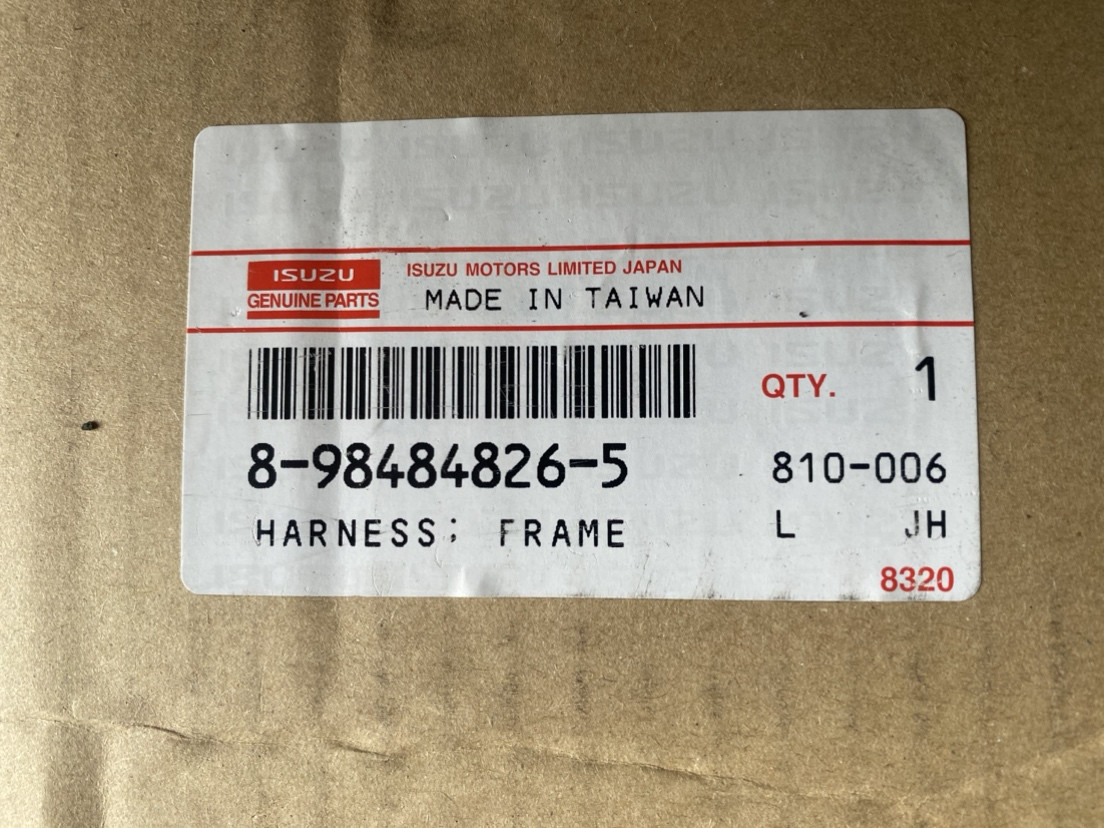 ISUZU
GENUINE PARTS
ISUZU MOTORS LIMITED JAPAN
MADE IN TAIWAN
QTY. 1
8-98484826-5
810-006
HARNESS; FRAME
L JH
8320